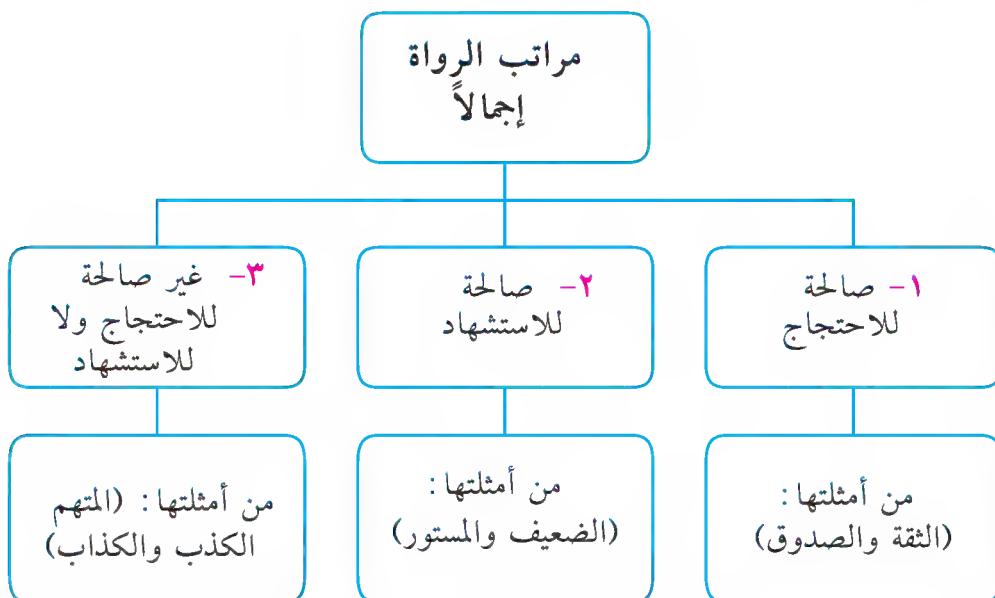 مراتب الرواة
إجمالاً
١- صالحة
للاحتجاج
٢- صالحة
للاستشهاد
٣- غير صالحة
للاحتجاج ولا
للاستشهاد
من أمثلتها:
(الثقة والصدوق)
من أمثلتها:
(الضعيف والمستور)
من أمثلتها: (المتهم
الكذب والكذاب)